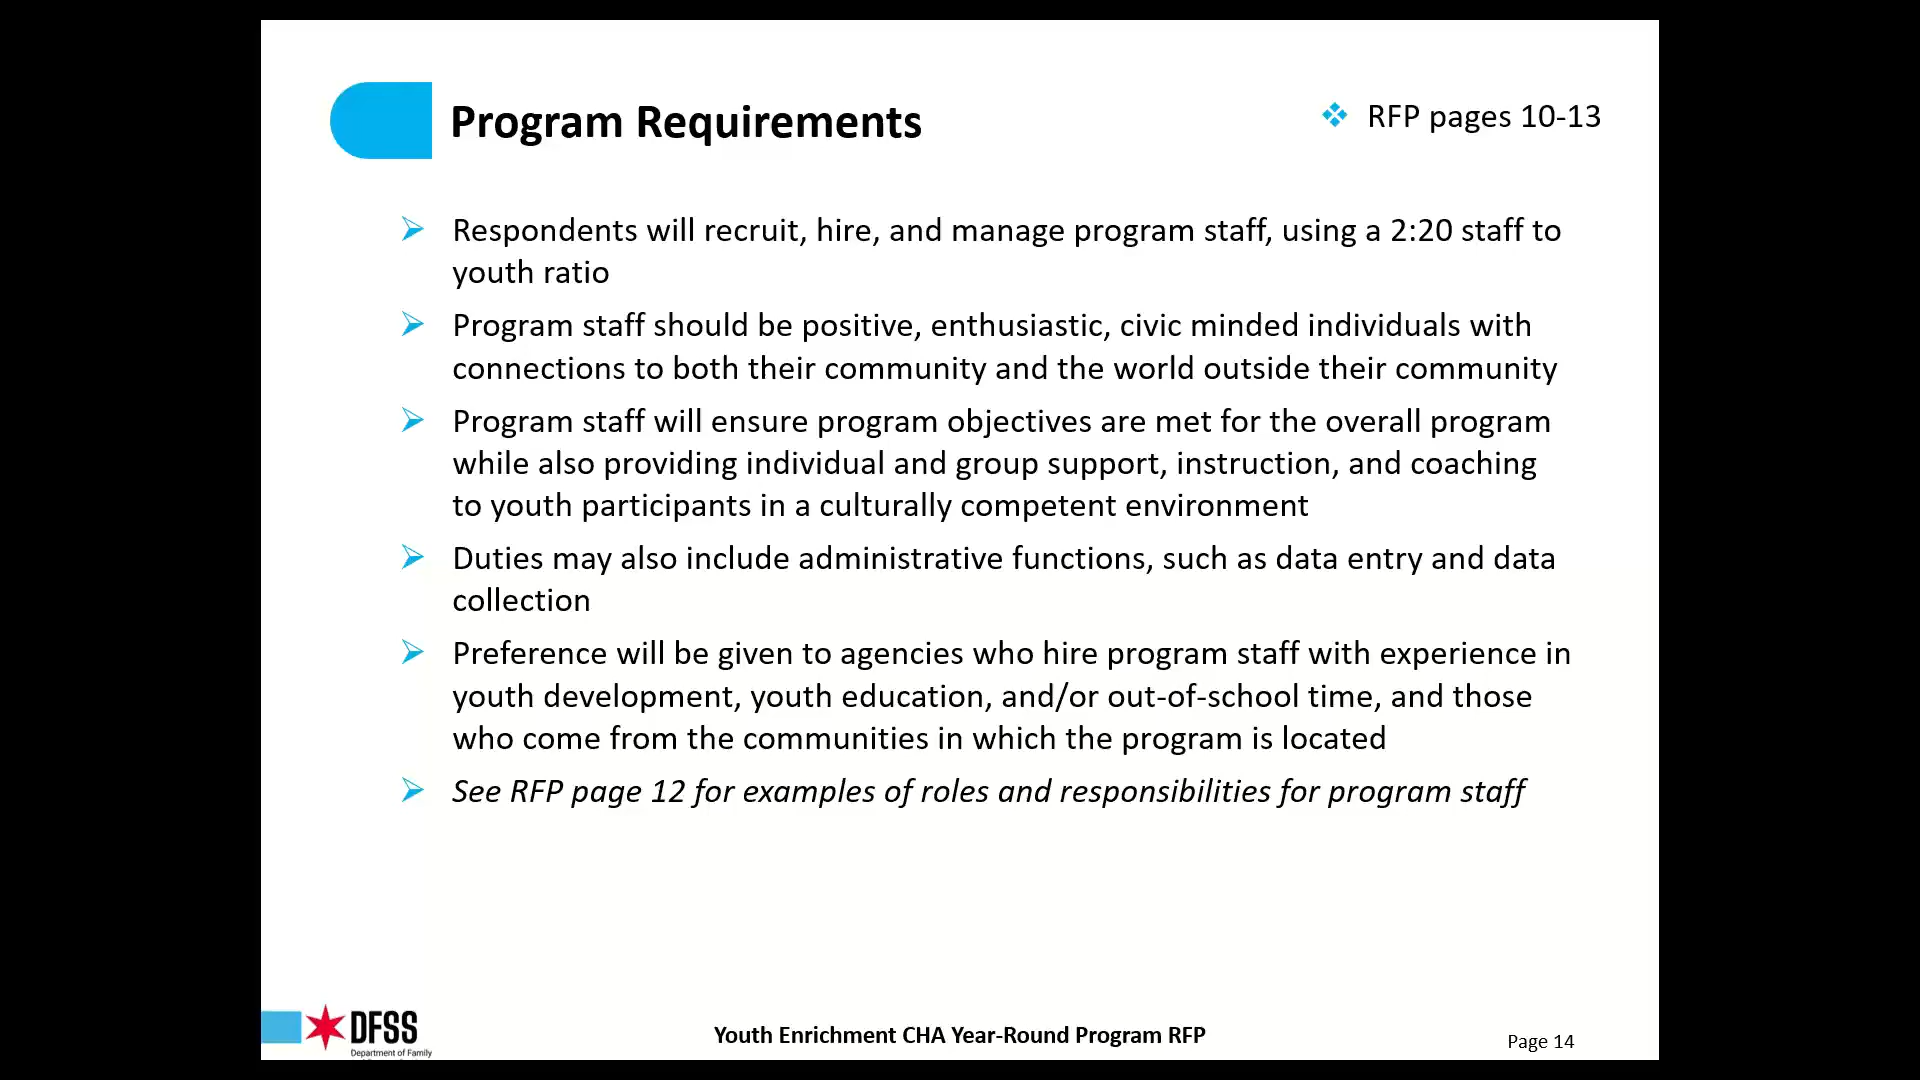 Program Requirements
❖ RFP pages 10-13
➢ Respondents will recruit, hire, and manage program staff, using a 2:20 staff to
youth ratio
➢ Program staff should be positive, enthusiastic, civic minded individuals with
connections to both their community and the world outside their community
➢ Program staff will ensure program objectives are met for the overall program
while also providing individual and group support, instruction, and coaching
to youth participants in a culturally competent environment
➢ Duties may also include administrative functions, such as data entry and data
collection
➢ Preference will be given to agencies who hire program staff with experience in
youth development, youth education, and/or out-of-school time, and those
who come from the communities in which the program is located
➢ See RFP page 12 for examples of roles and responsibilities for program staff
DFSS
Department of Family
Youth Enrichment CHA Year-Round Program RFP
Page 14